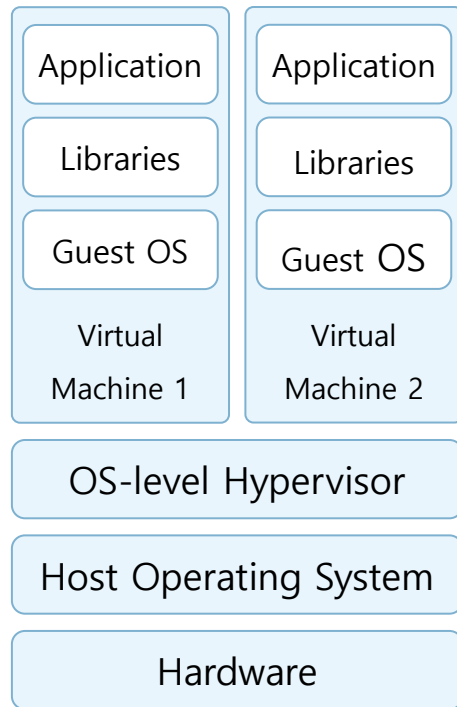 Application
Libraries
Guest OS
Virtual
Machine 1
Application
Libraries
Guest OS
Virtual
Machine 2
OS-level Hypervisor
Host Operating System
Hardware